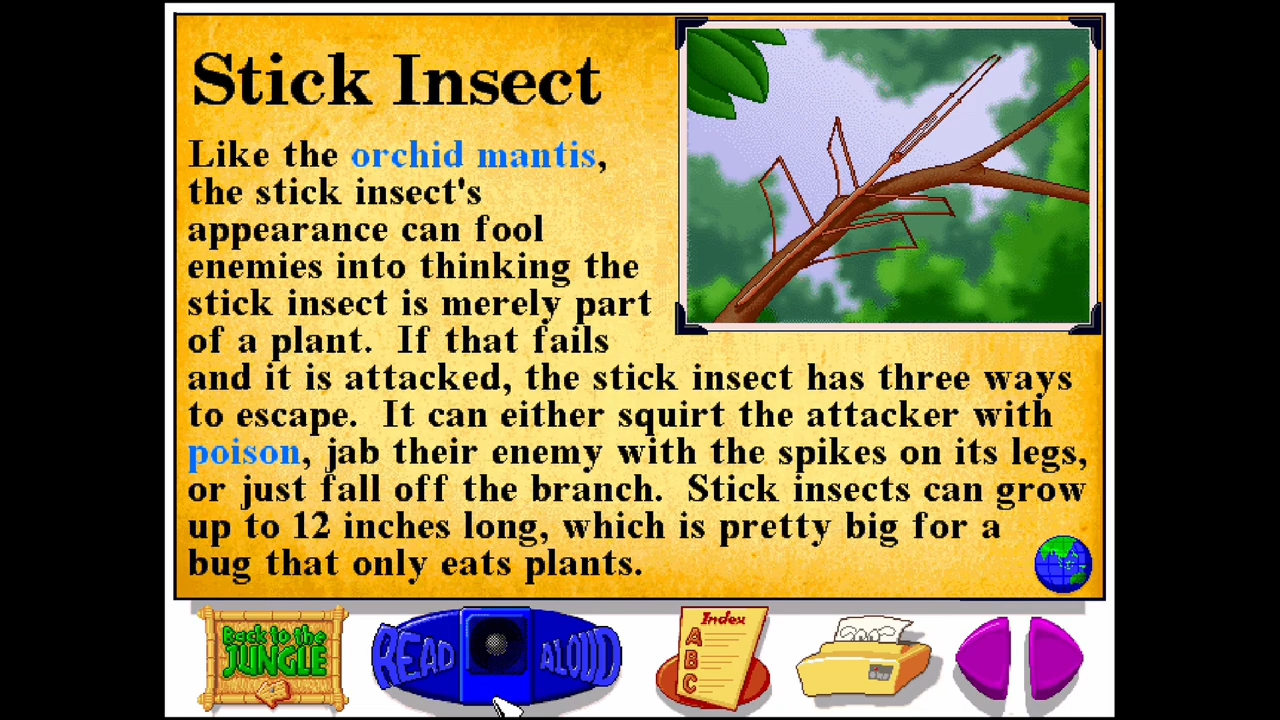 Stick Insect
Like the orchid mantis,
the stick insect's
appearance can fool
enemies into thinking the
stick insect is merely part
of a plant.  If that fails
and it is attacked, the stick insect has three ways
to escape.  It can either squirt the attacker with
poison, jab their enemy with the spikes on its legs,
or just fall off the branch.  Stick insects can grow
up to 12 inches long, which is pretty big for a
bug that only eats plants.
Back to the
JUNGLE
READ ALOUD
Index
A
B
C